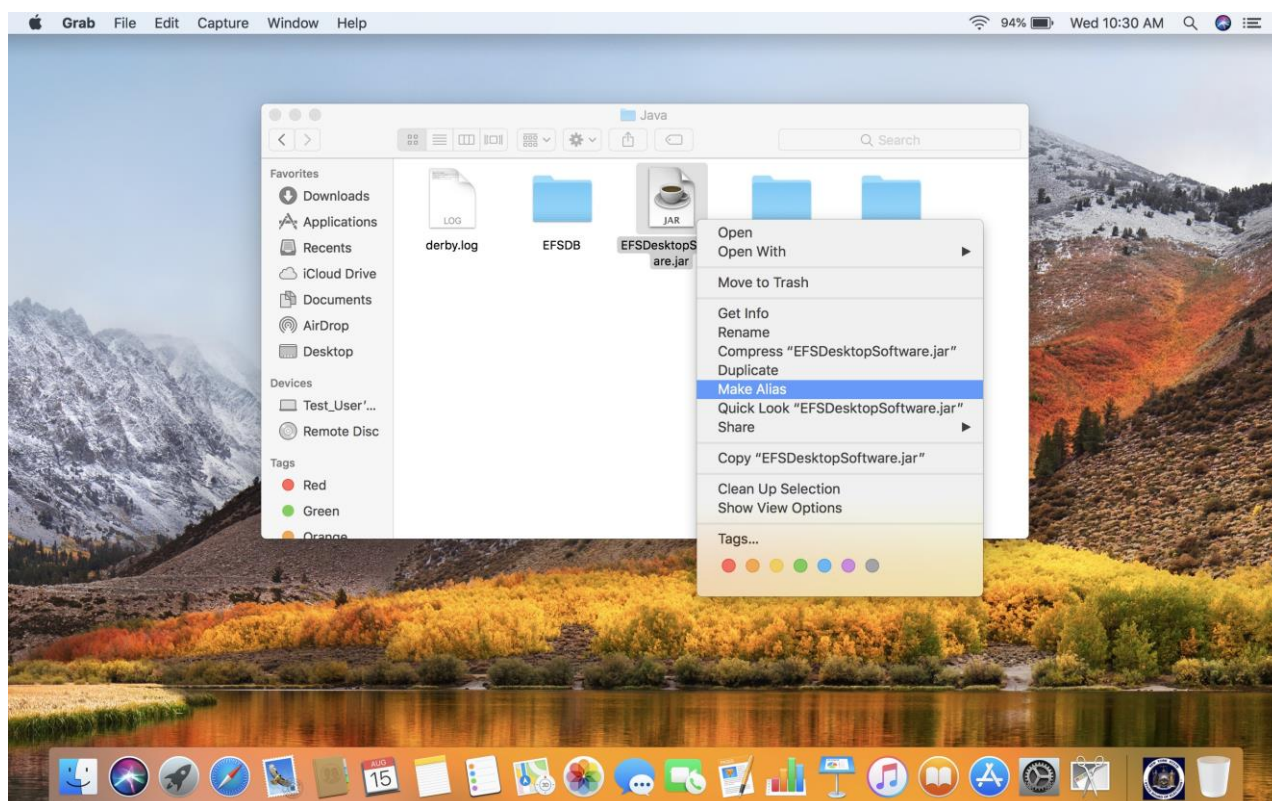 Grab File Edit Capture Window Help 94% Wed 10:30 AM
Java
Search
Favorites
Downloads
Applications
Recents
iCloud Drive
Documents
AirDrop
Desktop
Devices
Test_User'...
Remote Disc
Tags
Red
Green
Orange
LOG
derby.log
EFSDB
JAR
EFSDesktopS
are.jar
Open
Open With
Move to Trash
Get Info
Rename
Compress "EFSDesktopSoftware.jar"
Duplicate
Make Alias
Quick Look "EFSDesktopSoftware.jar"
Share
Copy "EFSDesktopSoftware.jar"
Clean Up Selection
Show View Options
Tags...
AUG
15